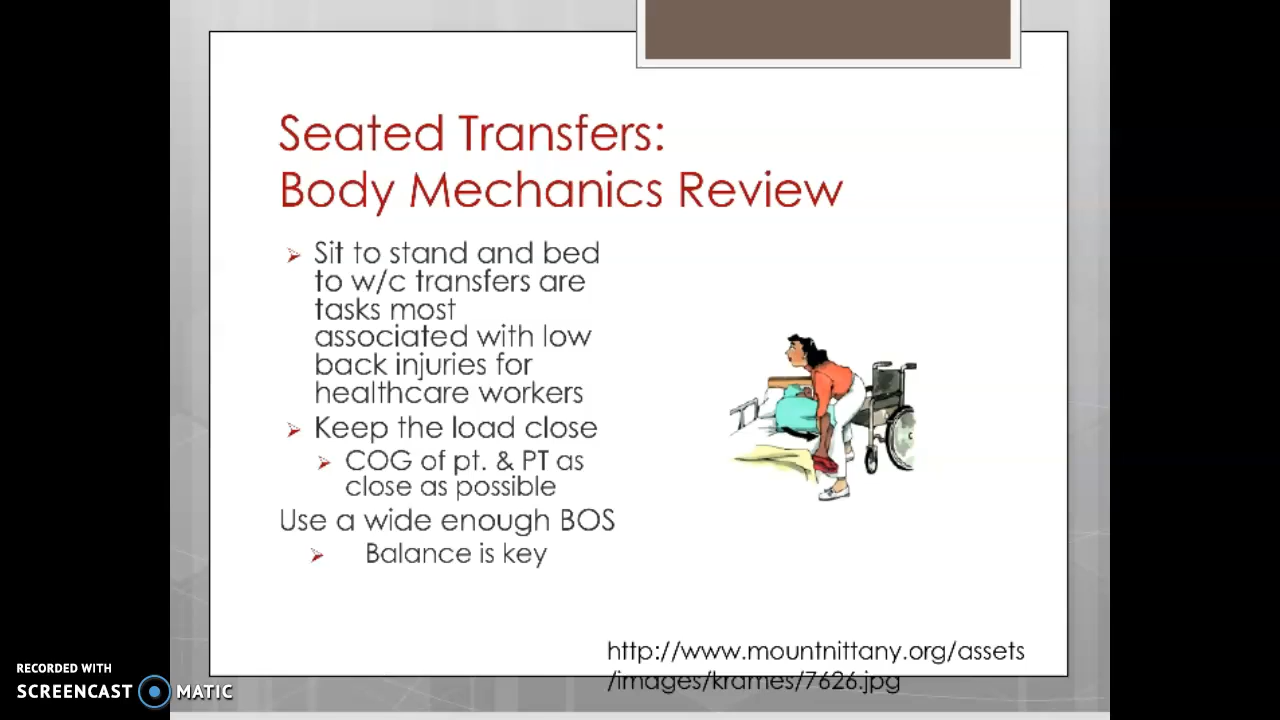 Seated Transfers:
Body Mechanics Review
Sit to stand and bed
to w/c transfers are
tasks most
associated with low
back injuries for
healthcare workers
Keep the load close
COG of pt. & PT as
close as possible
Use a wide enough BOS
Balance is key
http://www.mountnittany.org/assets
/images/krames/7626.jpg
RECORDED WITH
SCREENCAST MATIC